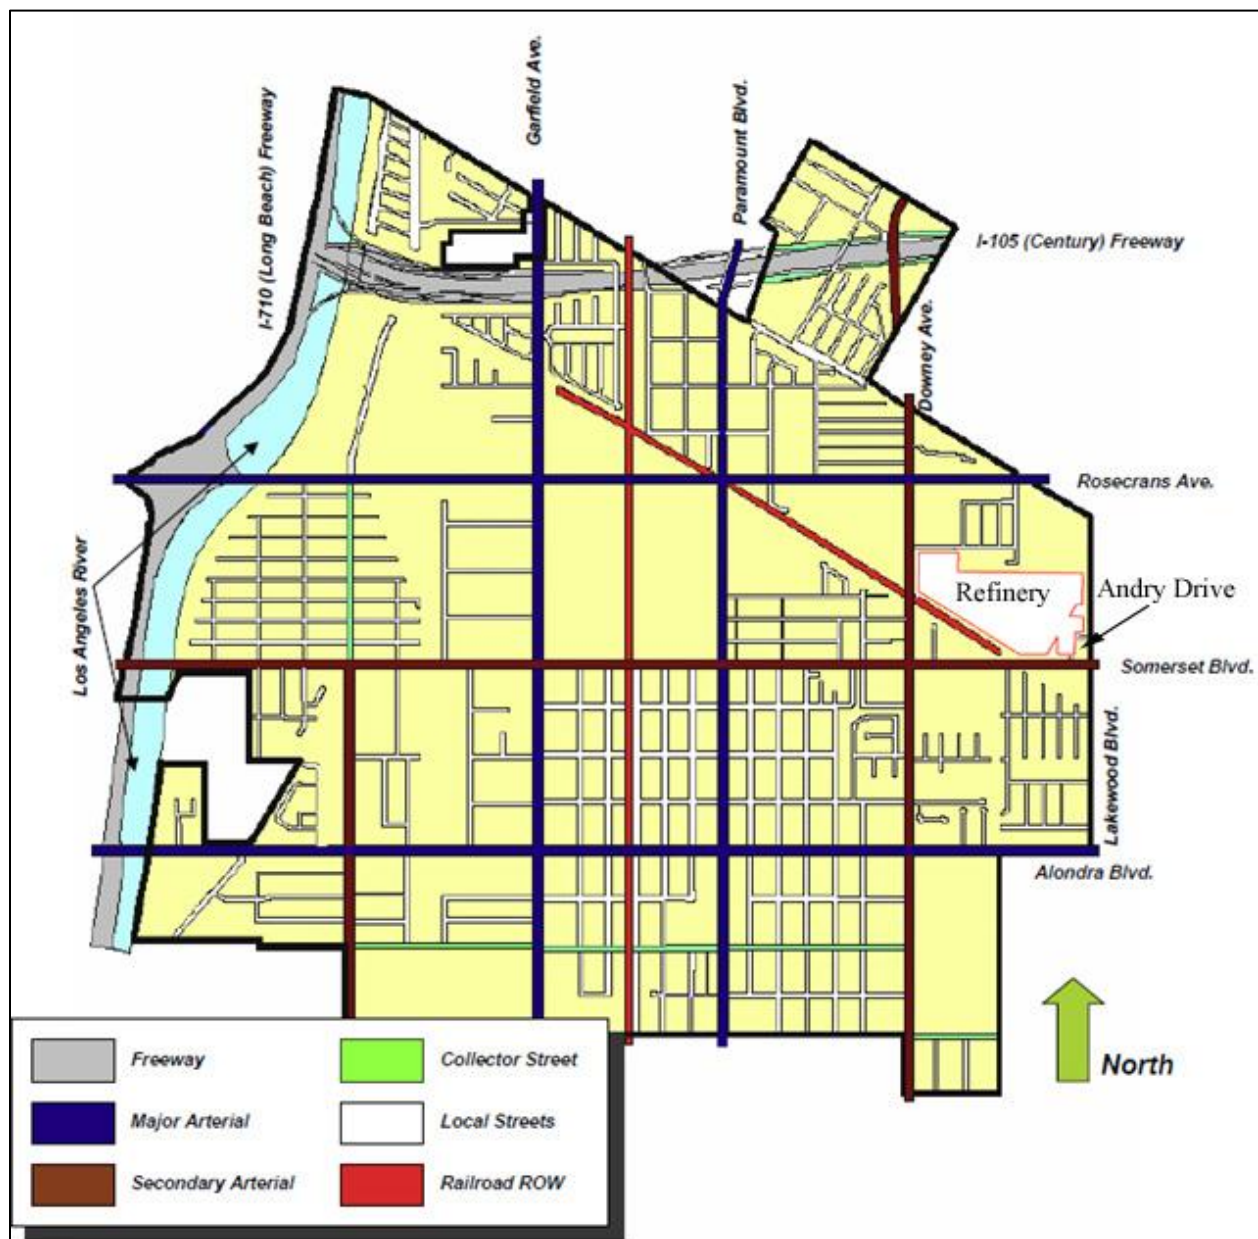 Garfield Ave.
Paramount Blvd.
I-710 (Long Beach) Freeway
I-105 (Century) Freeway
Downey Ave.
Rosecrans Ave.
Refinery
Andry Drive
Los Angeles River
Somerset Blvd.
Lakewood Blvd.
Alondra Blvd.
North
Freeway
Collector Street
Major Arterial
Local Streets
Secondary Arterial
Railroad ROW